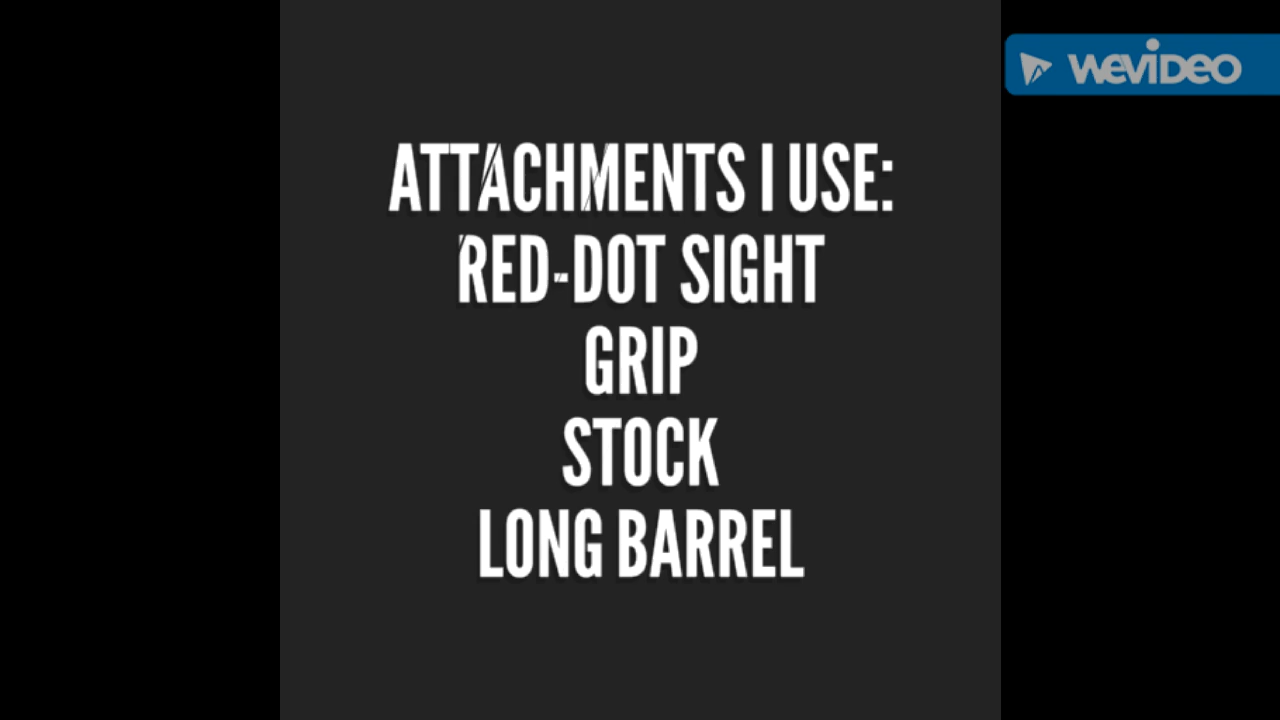 WEVIDEO
ATTACHMENTS I USE:
RED-DOT SIGHT
GRIP
STOCK
LONG BARREL